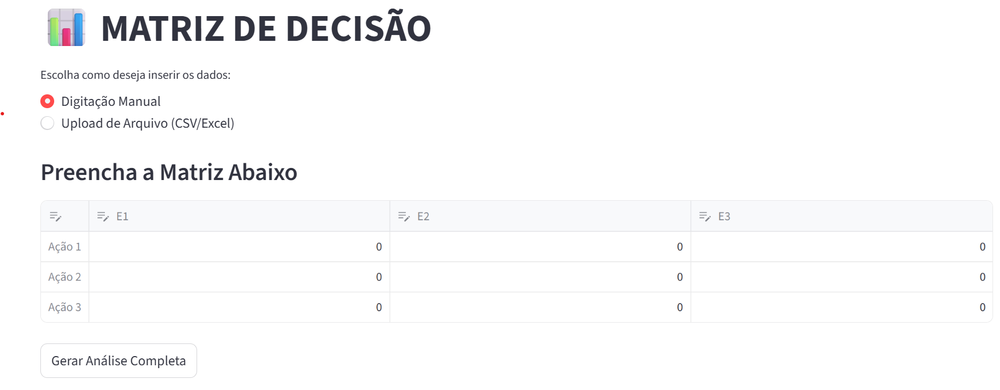 MATRIZ DE DECISÃO
Escolha como deseja inserir os dados:
Digitação Manual
Upload de Arquivo (CSV/Excel)
Preencha a Matriz Abaixo
E1 E2 E3
Ação 1 0 0 0
Ação 2 0 0 0
Ação 3 0 0 0
Gerar Análise Completa